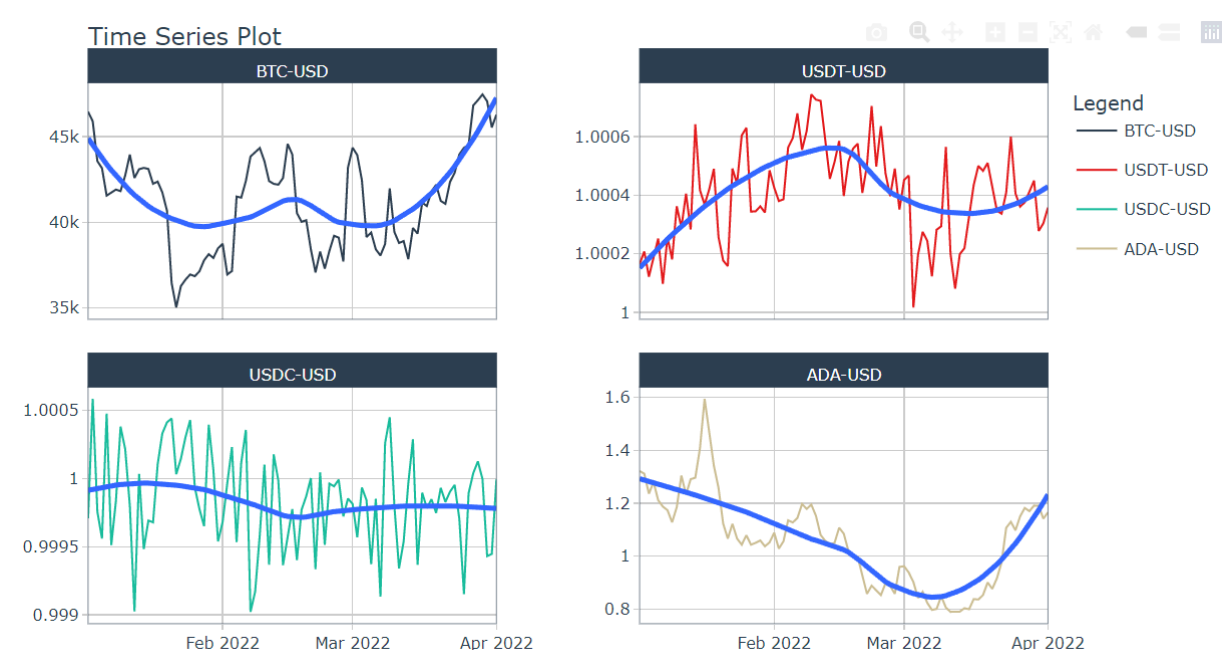 Time Series Plot
BTC-USD
45k
40k
35k
USDT-USD
1.0006
1.0004
1.0002
1
Legend
BTC-USD
USDT-USD
USDC-USD
ADA-USD
USDC-USD
1.0005
1
0.9995
0.999
Feb 2022 Mar 2022 Apr 2022
ADA-USD
1.6
1.4
1.2
1
0.8
Feb 2022 Mar 2022 Apr 2022